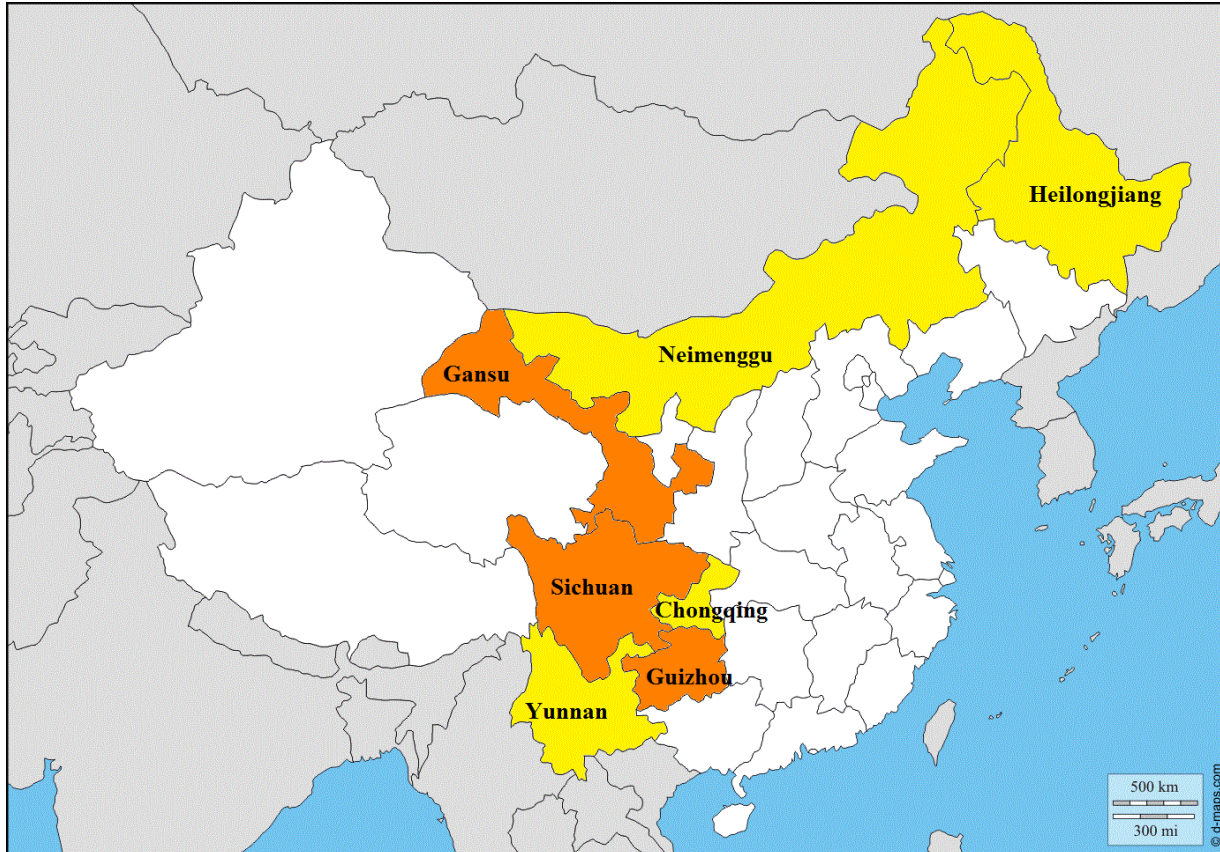 Heilongjiang
Neimenggu
Gansu
Sichuan
Chongqing
Guizhou
Yunnan
500 km
300 mi
© d-maps.com